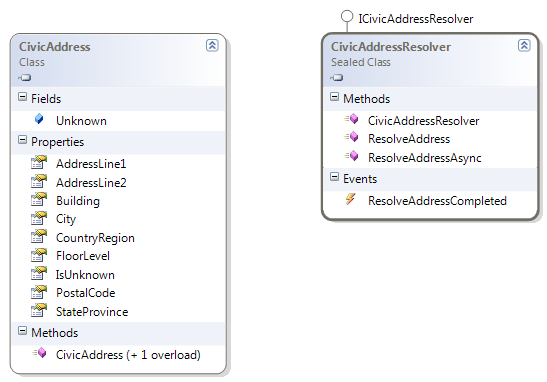 CivicAddress
Class
Fields
Unknown
Properties
AddressLine1
AddressLine2
Building
City
CountryRegion
FloorLevel
IsUnknown
PostalCode
StateProvince
Methods
CivicAddress (+ 1 overload)
ICivicAddressResolver
CivicAddressResolver
Sealed Class
Methods
CivicAddressResolver
ResolveAddress
ResolveAddressAsync
Events
ResolveAddressCompleted